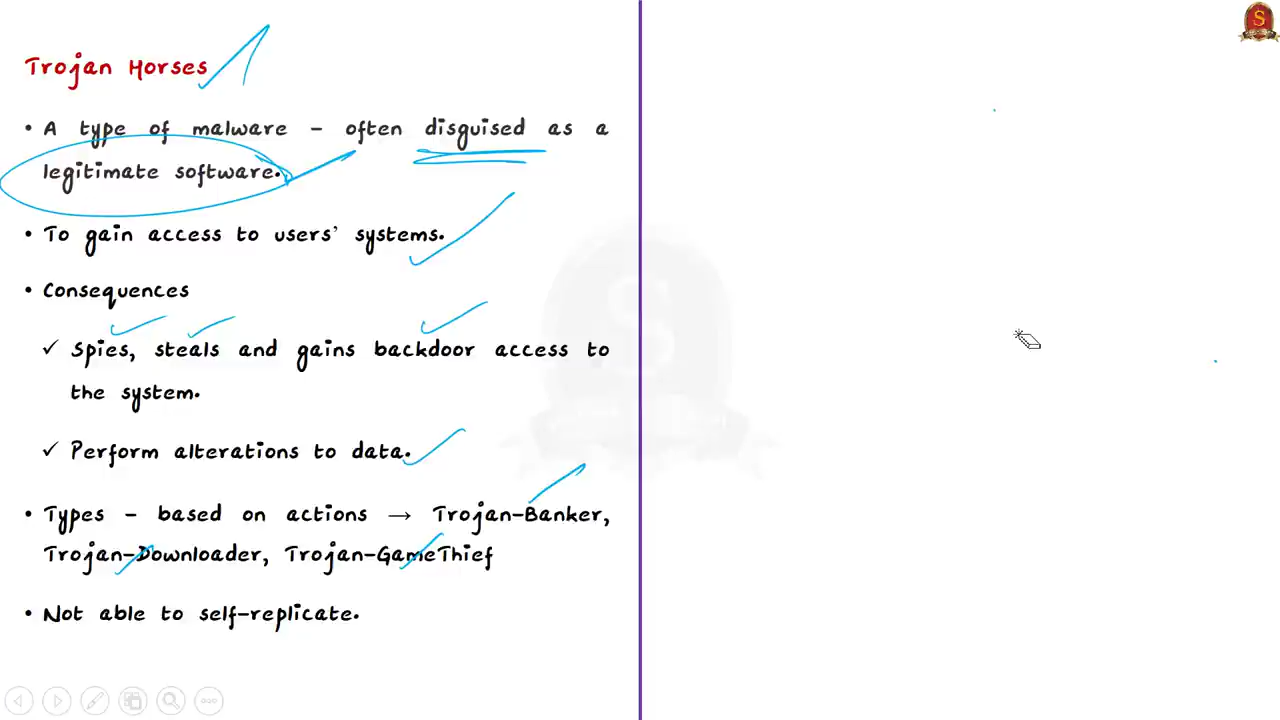 Trojan Horses
• A type of malware – often disguised as a
legitimate software.
• To gain access to users' systems.
• Consequences
✓ Spies, steals and gains backdoor access to
the system.
✓ Perform alterations to data.
• Types – based on actions → Trojan-Banker,
Trojan-Downloader, Trojan-GameThief
• Not able to self-replicate.